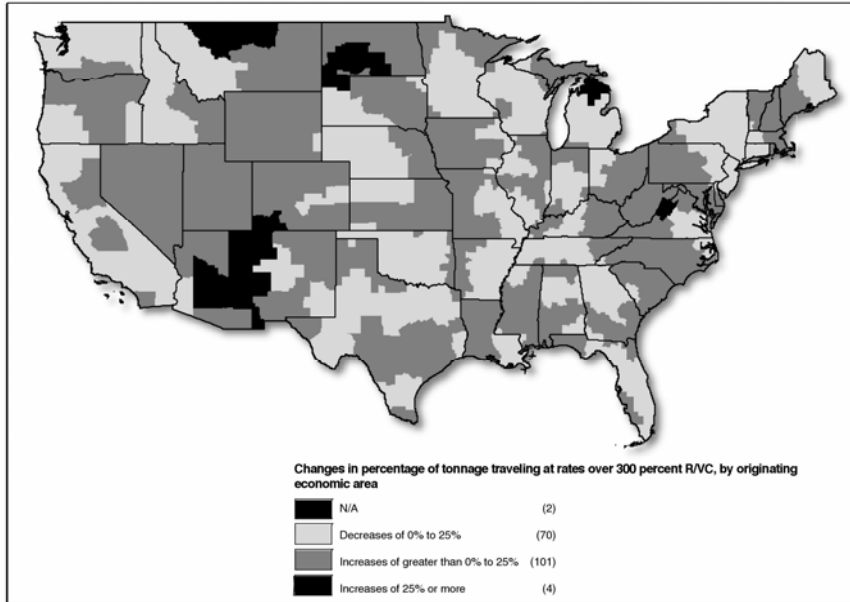 Changes in percentage of tonnage traveling at rates over 300 percent R/VC, by originating
economic area
N/A (2)
Decreases of 0% to 25% (70)
Increases of greater than 0% to 25% (101)
Increases of 25% or more (4)